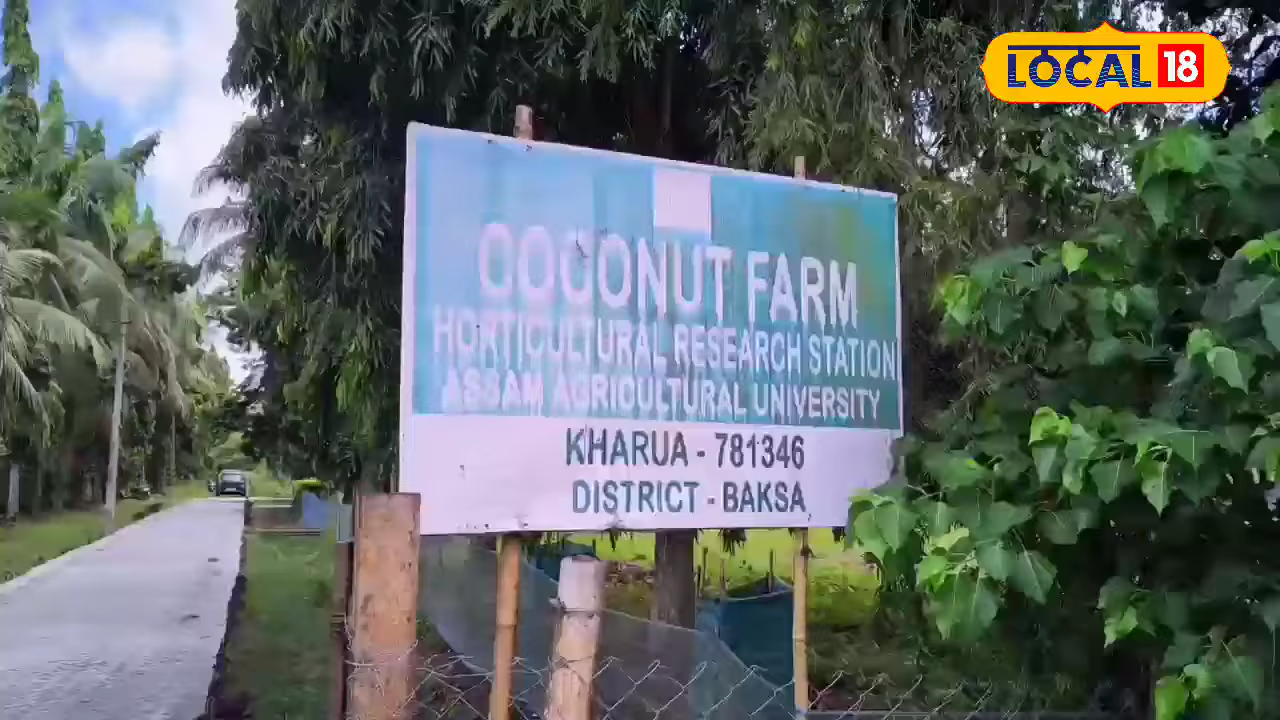 LOCAL 18
COCONUT FARM
HORTICULTURAL RESEARCH STATION
ASSAM AGRICULTURAL UNIVERSITY
KHARUA - 781346
DISTRICT - BAKSA